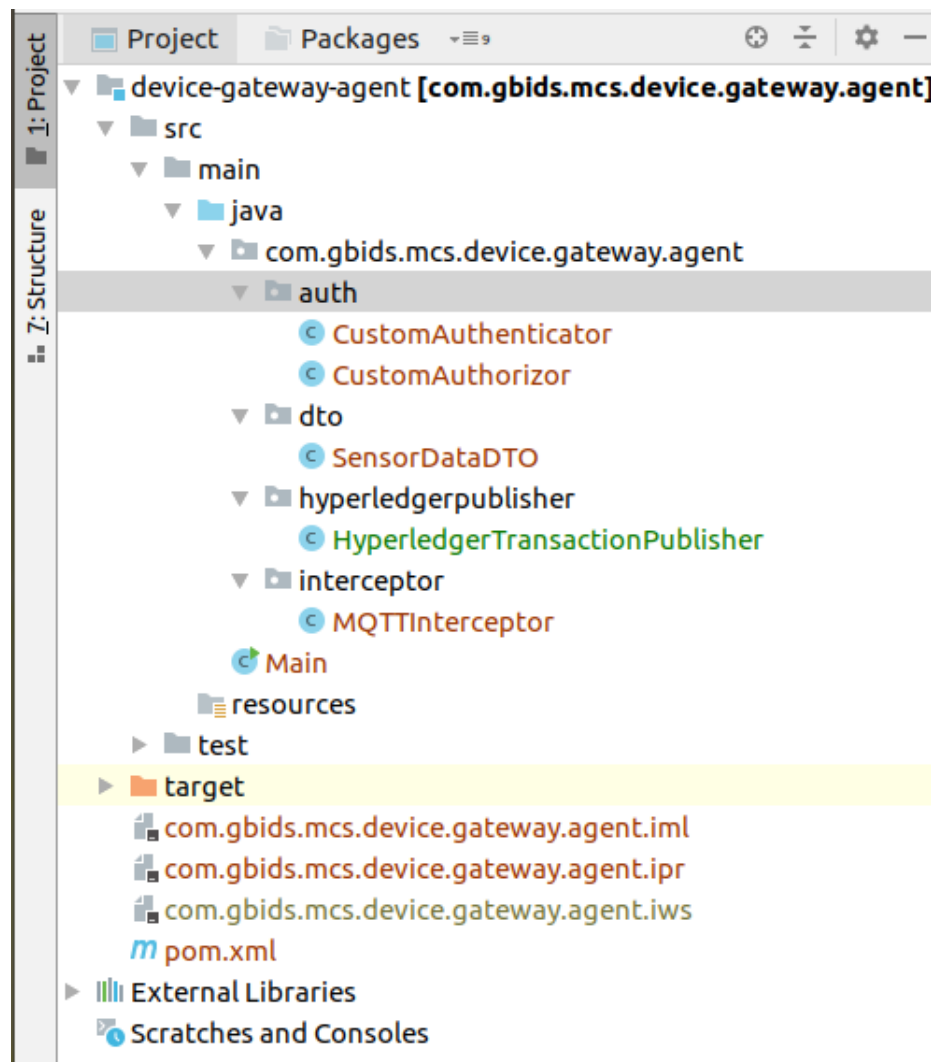 1: Project
7: Structure
Project Packages 9
device-gateway-agent [com.gbids.mcs.device.gateway.agent]
src
main
java
com.gbids.mcs.device.gateway.agent
auth
C CustomAuthenticator
C CustomAuthorizor
dto
C SensorDataDTO
hyperledgerpublisher
C HyperledgerTransactionPublisher
interceptor
C MQTTInterceptor
C Main
resources
test
target
com.gbids.mcs.device.gateway.agent.iml
com.gbids.mcs.device.gateway.agent.ipr
com.gbids.mcs.device.gateway.agent.iws
m pom.xml
External Libraries
Scratches and Consoles